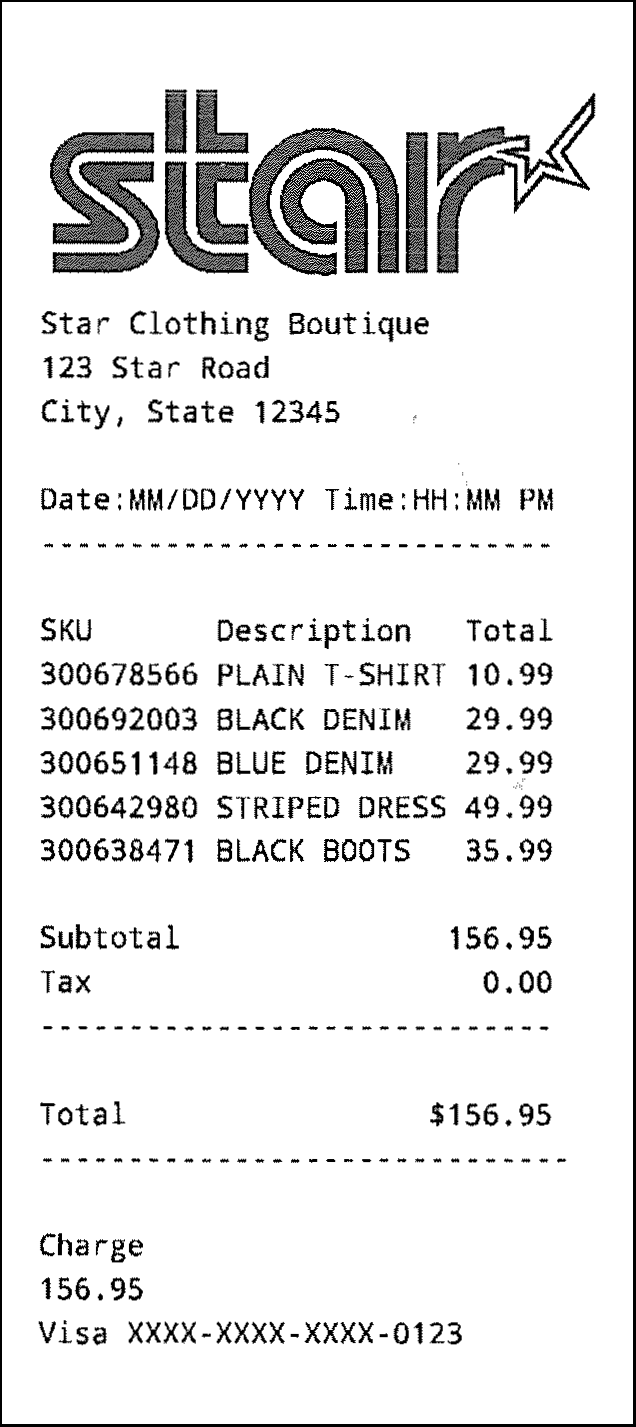 star
Star Clothing Boutique
123 Star Road
City, State 12345
Date:MM/DD/YYYY Time:HH:MM PM
------------------------------
SKU Description Total
300678566 PLAIN T-SHIRT 10.99
300692003 BLACK DENIM 29.99
300651148 BLUE DENIM 29.99
300642980 STRIPED DRESS 49.99
300638471 BLACK BOOTS 35.99
Subtotal 156.95
Tax 0.00
------------------------------
Total $156.95
------------------------------
Charge
156.95
Visa XXXX-XXXX-XXXX-0123